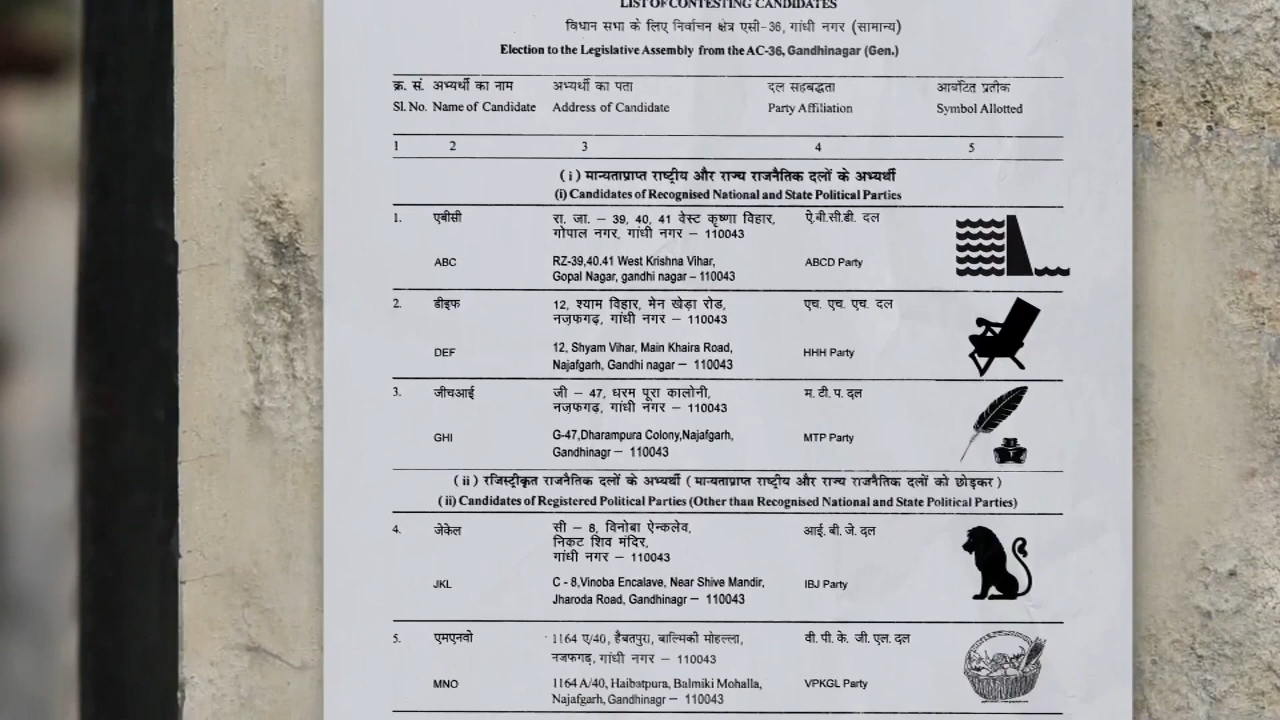 LIST OF CONTESTING CANDIDATES
विधान सभा के लिए निर्वाचन क्षेत्र एसी-36, गांधी नगर (सामान्य)
Election to the Legislative Assembly from the AC-36, Gandhinagar (Gen.)
क्र. सं. अभ्यर्थी का नाम अभ्यर्थी का पता दल सहबद्धता आबंटित प्रतीक
Sl. No. Name of Candidate Address of Candidate Party Affiliation Symbol Allotted
1 2 3 4 5
(i) मान्यताप्राप्त राष्ट्रीय और राज्य राजनैतिक दलों के अभ्यर्थी
(i) Candidates of Recognised National and State Political Parties
1. एबीसी रा. जा. – 39, 40, 41 वेस्ट कृष्णा विहार, ऐ.बी.सी.डी. दल
गोपाल नगर, गांधी नगर – 110043
ABC RZ-39,40.41 West Krishna Vihar, ABCD Party
Gopal Nagar, gandhi nagar – 110043
2. डीइफ 12, श्याम विहार, मेन खेड़ा रोड, एच. एच. एच. दल
नज़फगढ़, गांधी नगर – 110043
DEF 12, Shyam Vihar, Main Khaira Road, HHH Party
Najafgarh, Gandhi nagar – 110043
3. जीचआई जी – 47, धरम पूरा कालोनी, म. टी. प. दल
नज़फगढ़, गांधी नगर – 110043
GHI G-47,Dharampura Colony,Najafgarh, MTP Party
Gandhinagr – 110043
(ii) रजिस्ट्रीकृत राजनैतिक दलों के अभ्यर्थी ( मान्यताप्राप्त राष्ट्रीय और राज्य राजनैतिक दलों को छोड़कर )
(ii) Candidates of Registered Political Parties (Other than Recognised National and State Political Parties)
4. जेकेल सी – 8, विनोबा ऐन्कलेव, आई. बी. जे. दल
निकट शिव मंदिर,
गांधी नगर – 110043
JKL C - 8,Vinoba Encalave, Near Shive Mandir, IBJ Party
Jharoda Road, Gandhinagr – 110043
5. एमएनवो 1164 ए/40, हैबतपुरा, बाल्मिकी मोहल्ला, वी. पी. के. जी. एल. दल
नजफगढ़, गांधी नगर – 110043
MNO 1164 A/40, Haibatpura, Balmiki Mohalla, VPKGL Party
Najafgarh, Gandhinagr – 110043